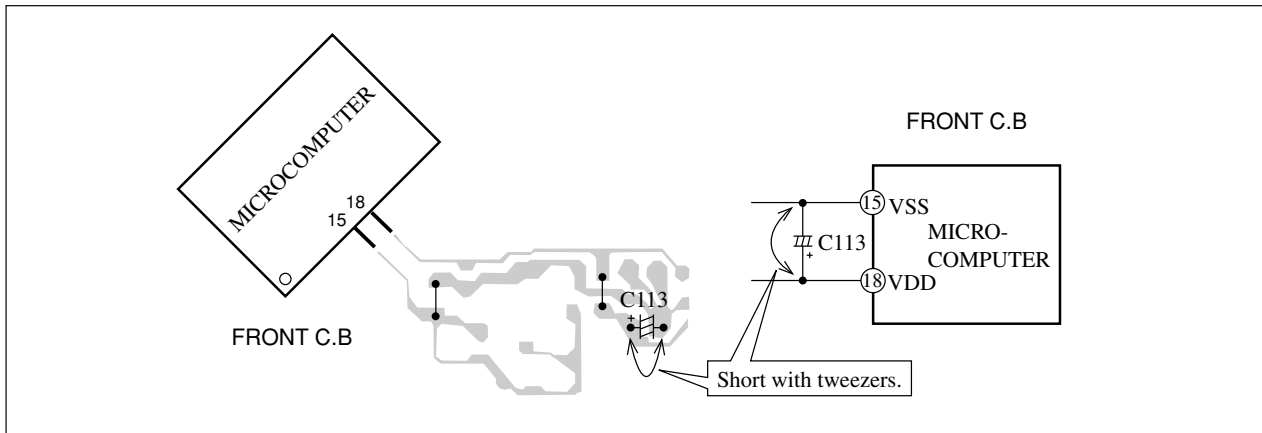 MICROCOMPUTER
15
18
FRONT C.B
C113
+
FRONT C.B
15 VSS
C113
+
MICRO-
COMPUTER
18 VDD
Short with tweezers.